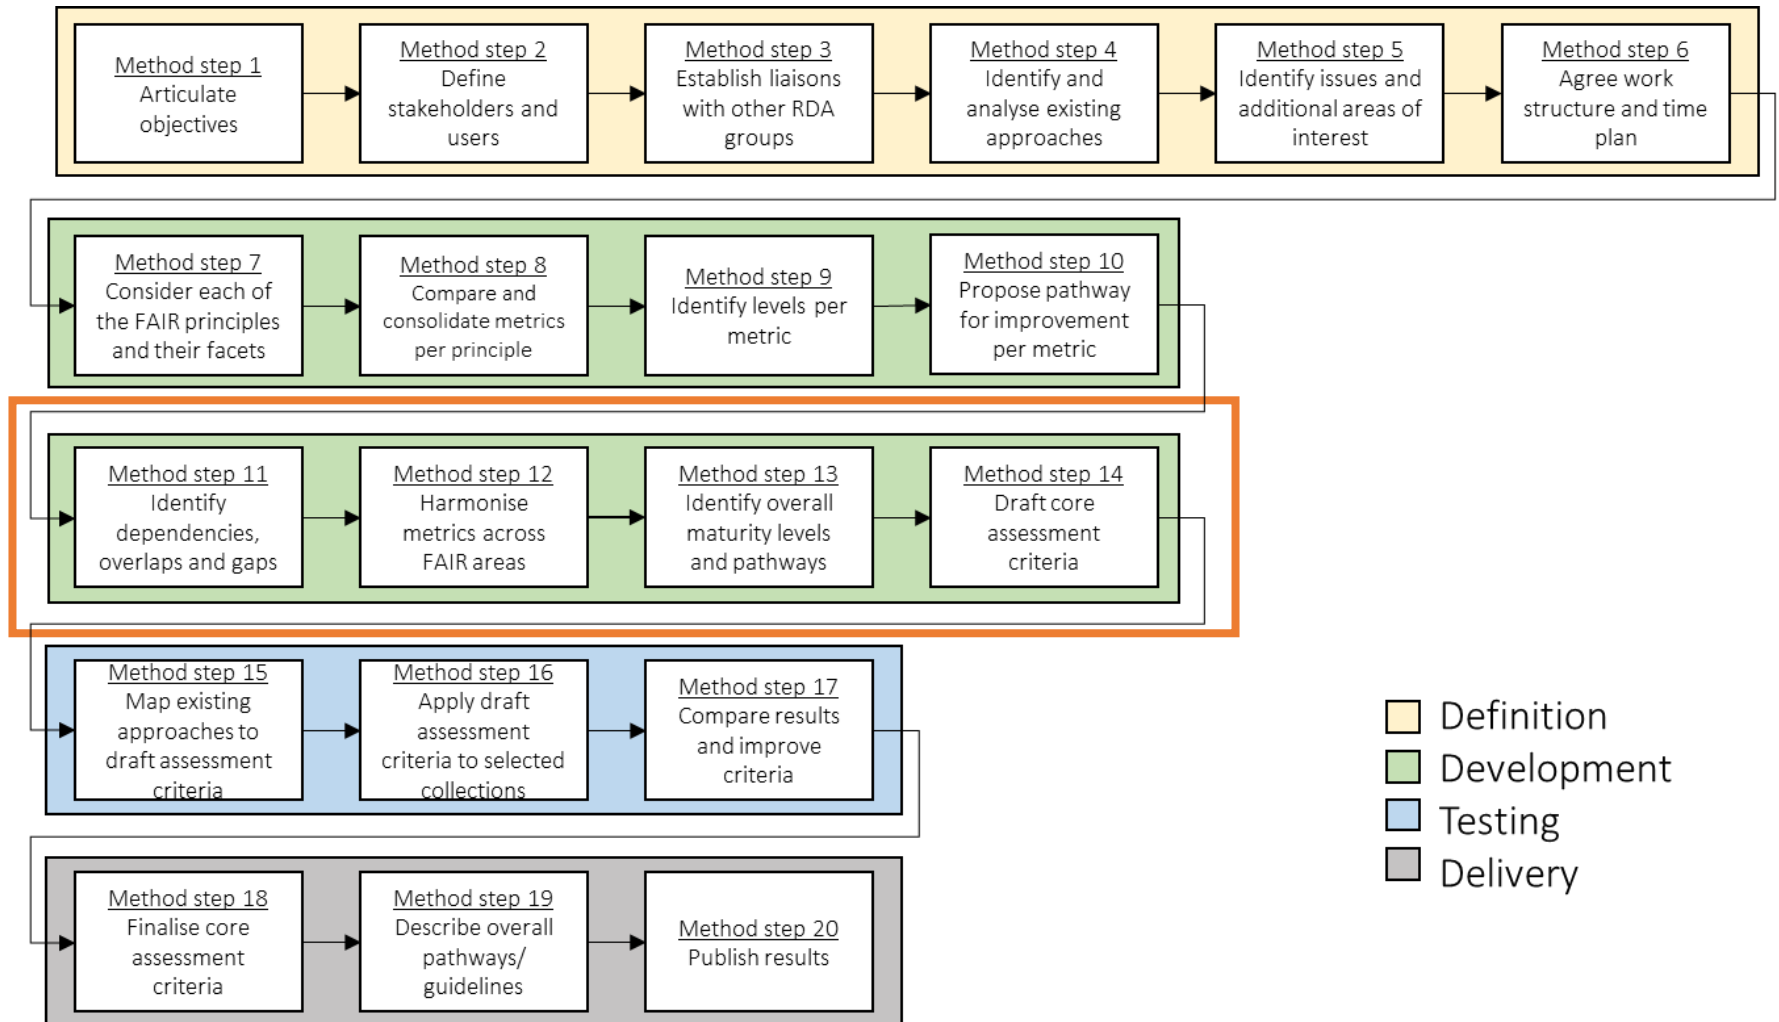 Method step 1
Articulate
objectives
Method step 2
Define
stakeholders and
users
Method step 3
Establish liaisons
with other RDA
groups
Method step 4
Identify and
analyse existing
approaches
Method step 5
Identify issues and
additional areas of
interest
Method step 6
Agree work
structure and time
plan
Method step 7
Consider each of
the FAIR principles
and their facets
Method step 8
Compare and
consolidate metrics
per principle
Method step 9
Identify levels per
metric
Method step 10
Propose pathway
for improvement
per metric
Method step 11
Identify
dependencies,
overlaps and gaps
Method step 12
Harmonise
metrics across
FAIR areas
Method step 13
Identify overall
maturity levels
and pathways
Method step 14
Draft core
assessment
criteria
Method step 15
Map existing
approaches to
draft assessment
criteria
Method step 16
Apply draft
assessment
criteria to selected
collections
Method step 17
Compare results
and improve
criteria
Method step 18
Finalise core
assessment
criteria
Method step 19
Describe overall
pathways/
guidelines
Method step 20
Publish results
Definition
Development
Testing
Delivery